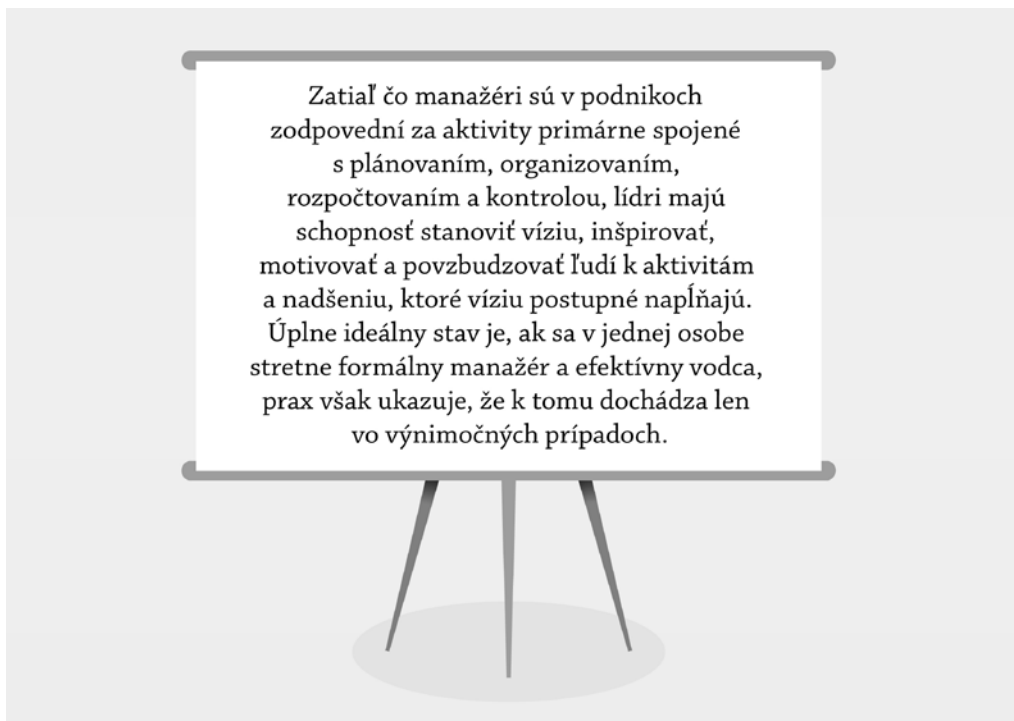 Zatiaľ čo manažéri sú v podnikoch
zodpovední za aktivity primárne spojené
s plánovaním, organizovaním,
rozpočtovaním a kontrolou, lídri majú
schopnosť stanoviť víziu, inšpirovať,
motivovať a povzbudzovať ľudí k aktivitám
a nadšeniu, ktoré víziu postupné napĺňajú.
Úplne ideálny stav je, ak sa v jednej osobe
stretne formálny manažér a efektívny vodca,
prax však ukazuje, že k tomu dochádza len
vo výnimočných prípadoch.